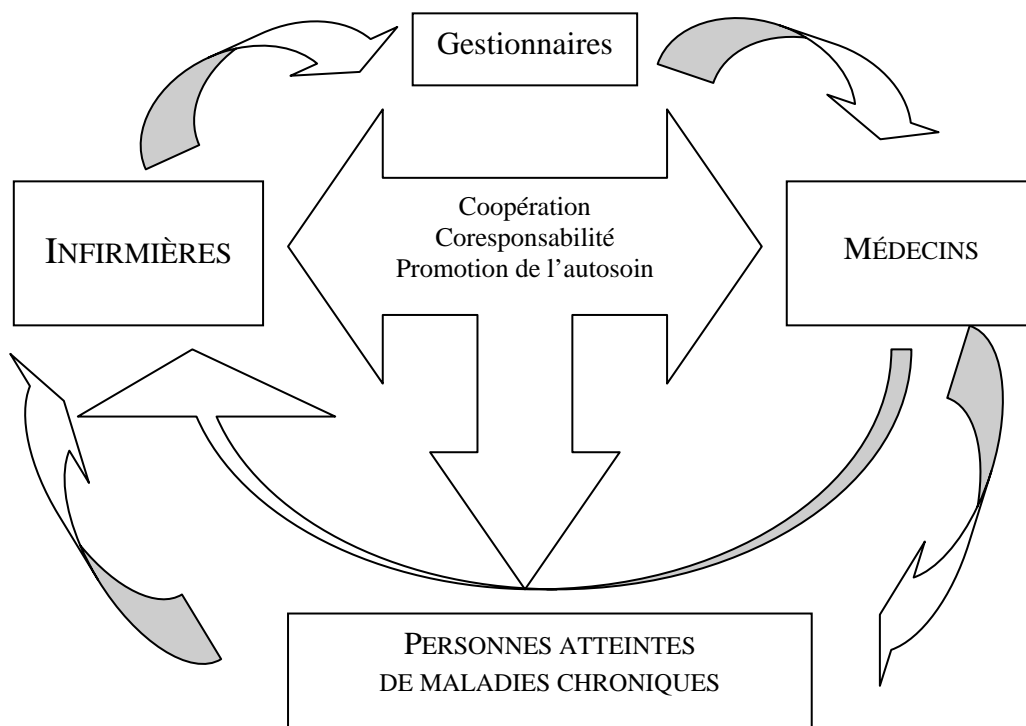 Gestionnaires
Coopération
Coresponsabilité
Promotion de l'autosoin
INFIRMIÈRES
MÉDECINS
PERSONNES ATTEINTES
DE MALADIES CHRONIQUES